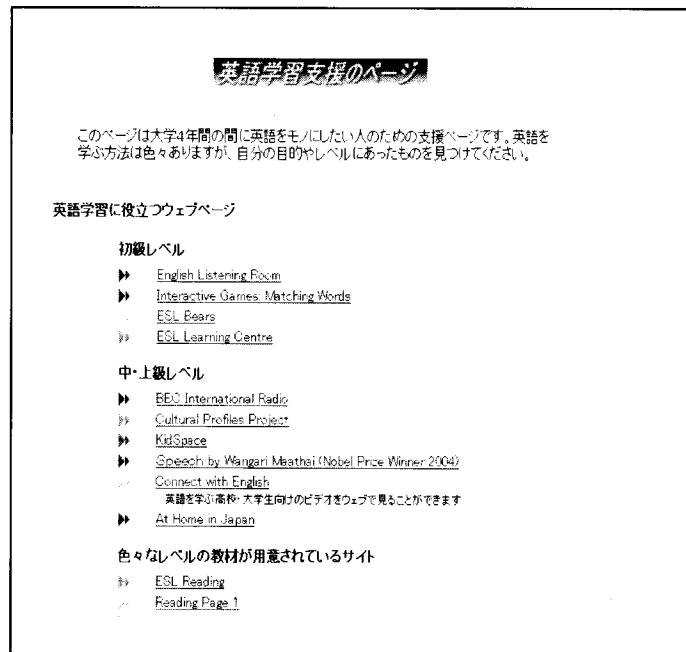 英語学習支援のページ
このページは大学4年間の間に英語をモノにしたい人のための支援ページです。英語を
学ぶ方法は色々ありますが、自分の目的やレベルにあったものを見つけてください。
英語学習に役立つウェブページ
初級レベル
English Listening Room
Interactive Games: Matching Words
ESL Bears
ESL Learning Centre
中・上級レベル
International Radio
Cultural Profiles Project
KidSpace
Speech by Wangari Maathai (Nobel Prize Winner 2004)
Connect with English
英語を学ぶ高校・大学生向けのビデオをウェブで見ることができます
At Home in Japan
色々なレベルの教材が用意されているサイト
ESL Reading
Reading Page 1